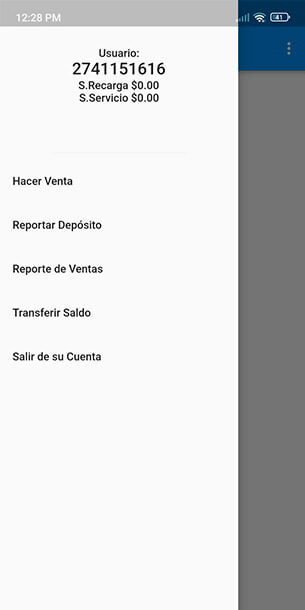 12:28 PM
41
Usuario:
2741151616
S.Recarga $0.00
S.Servicio $0.00
Hacer Venta
Reportar Depósito
Reporte de Ventas
Transferir Saldo
Salir de su Cuenta